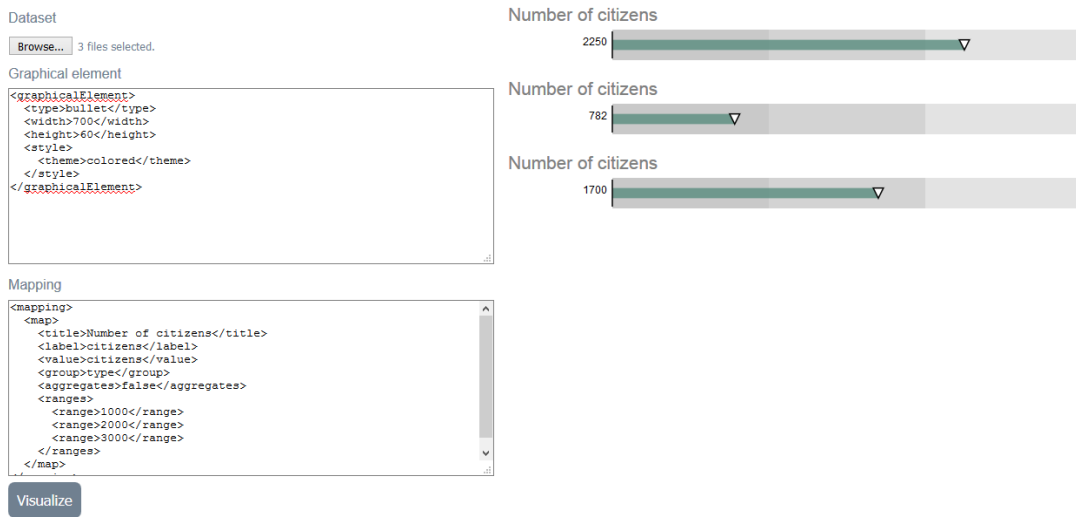 Dataset
Browse... 3 files selected.
Graphical element
<graphicalElement>
  <type>bullet</type>
  <width>700</width>
  <height>60</height>
  <style>
    <theme>colored</theme>
  </style>
</graphicalElement>
Mapping
<mapping>
  <map>
    <title>Number of citizens</title>
    <label>citizens</label>
    <value>citizens</value>
    <group>type</group>
    <aggregates>false</aggregates>
    <ranges>
      <range>1000</range>
      <range>2000</range>
      <range>3000</range>
    </ranges>
  </map>
Visualize
Number of citizens
2250
Number of citizens
782
Number of citizens
1700